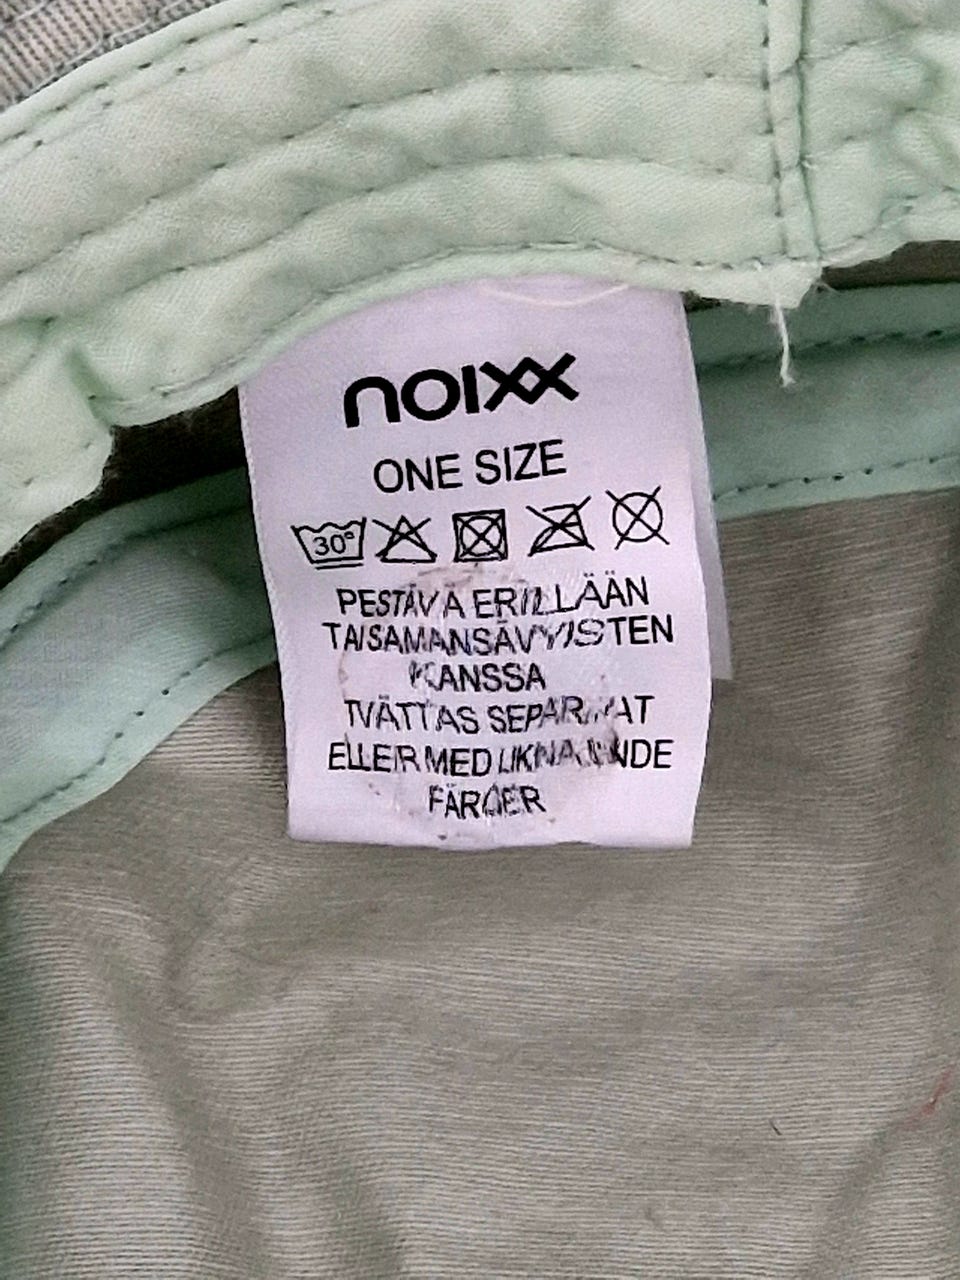 noixx
ONE SIZE
30°
PESTÄVÄ ERILLÄÄN
TAI SAMANSÄVYISTEN
KANSSA
TVÄTTAS SEPARAT
ELLER MED LIKNANDE
FÄRGER